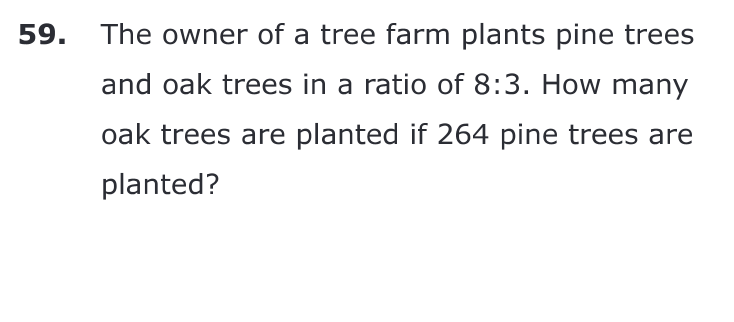 59. The owner of a tree farm plants pine trees
and oak trees in a ratio of 8:3. How many
oak trees are planted if 264 pine trees are
planted?